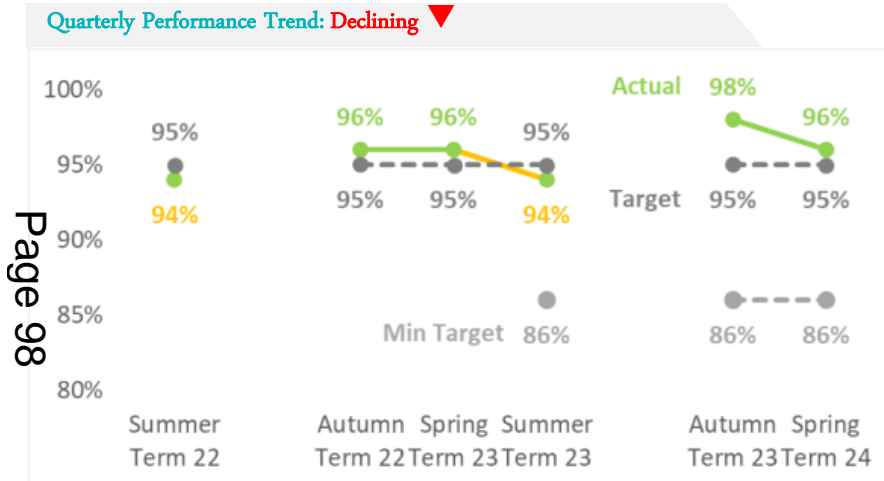 Quarterly Performance Trend: Declining
100%
95%
90%
85%
80%
Actual
98%
96%
96%
96%
95%
95%
94%
95%
95%
94%
Target
95%
95%
Min Target
86%
86%
86%
Summer
Term 22
Autumn
Term 22
Spring
Term 23
Summer
Term 23
Autumn
Term 23
Spring
Term 24
Page 98